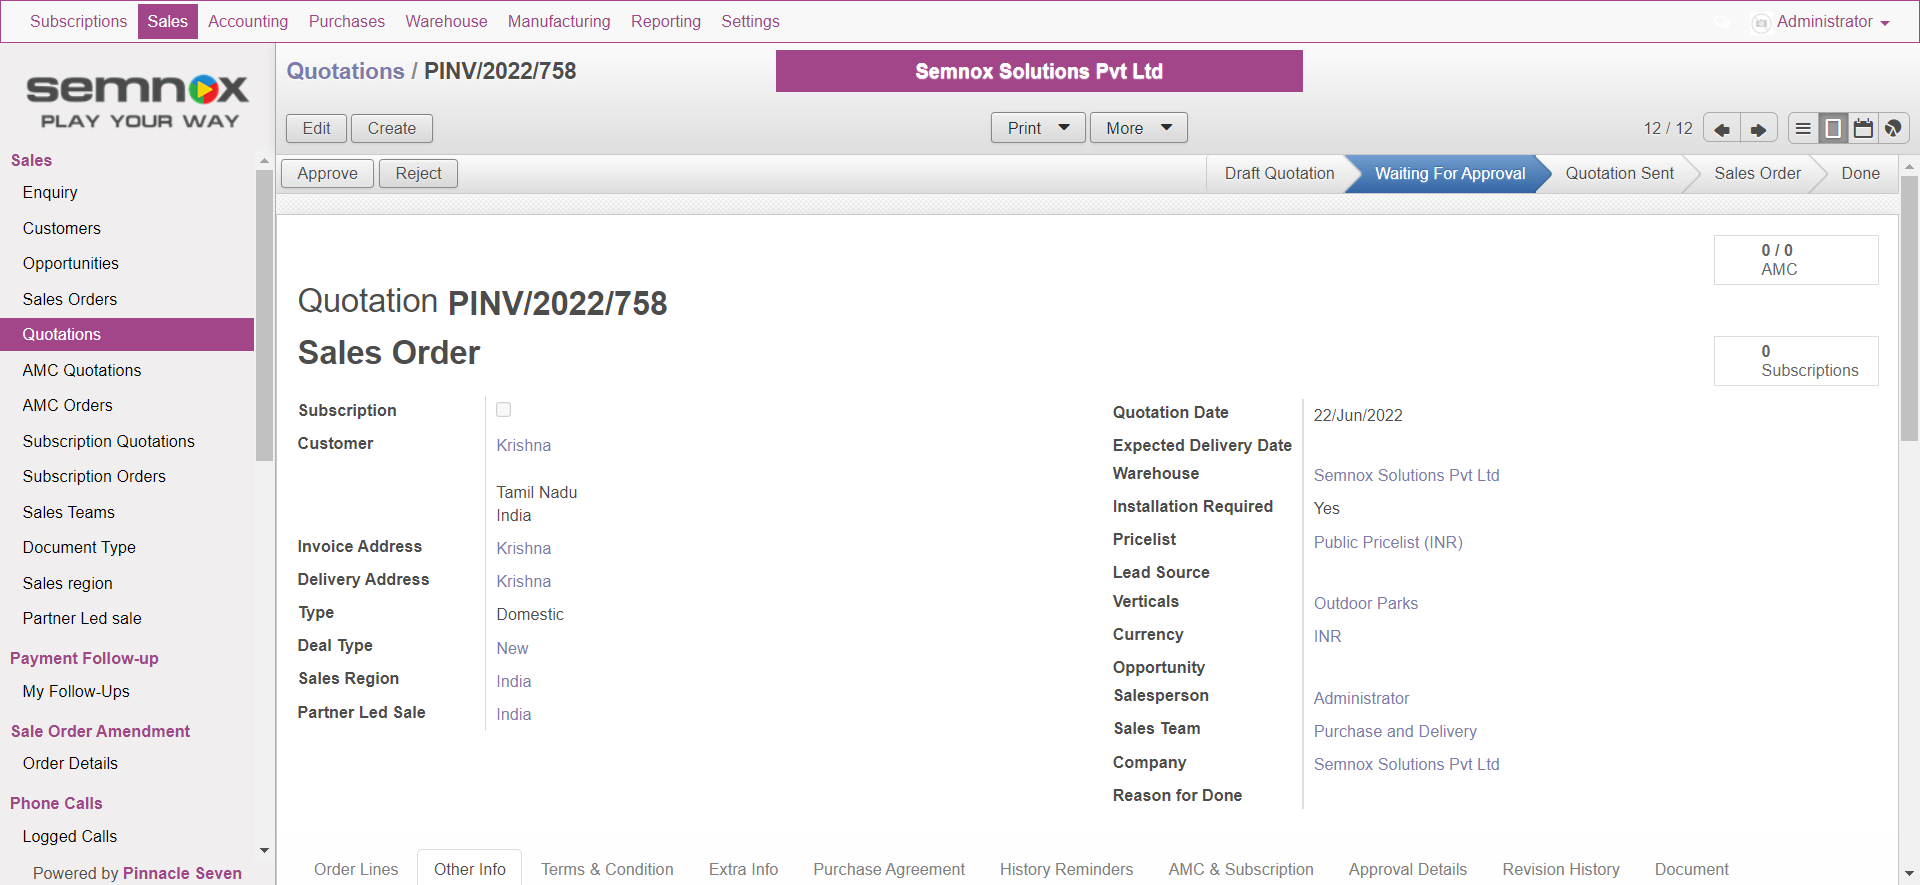 Subscriptions Sales Accounting Purchases Warehouse Manufacturing Reporting Settings Administrator
semnox
PLAY YOUR WAY
Quotations / PINV/2022/758
Semnox Solutions Pvt Ltd
Edit Create Print More 12 / 12
Approve Reject Draft Quotation Waiting For Approval Quotation Sent Sales Order Done
Sales
Enquiry
Customers
Opportunities
Sales Orders
Quotations
AMC Quotations
AMC Orders
Subscription Quotations
Subscription Orders
Sales Teams
Document Type
Sales region
Partner Led sale
Payment Follow-up
My Follow-Ups
Sale Order Amendment
Order Details
Phone Calls
Logged Calls
Powered by Pinnacle Seven
0 / 0
AMC
Quotation PINV/2022/758
Sales Order
0
Subscriptions
Subscription
Customer Krishna
Tamil Nadu
India
Invoice Address Krishna
Delivery Address Krishna
Type Domestic
Deal Type New
Sales Region India
Partner Led Sale India
Quotation Date 22/Jun/2022
Expected Delivery Date
Warehouse Semnox Solutions Pvt Ltd
Installation Required Yes
Pricelist Public Pricelist (INR)
Lead Source
Verticals Outdoor Parks
Currency INR
Opportunity
Salesperson Administrator
Sales Team Purchase and Delivery
Company Semnox Solutions Pvt Ltd
Reason for Done
Order Lines Other Info Terms & Condition Extra Info Purchase Agreement History Reminders AMC & Subscription Approval Details Revision History Document